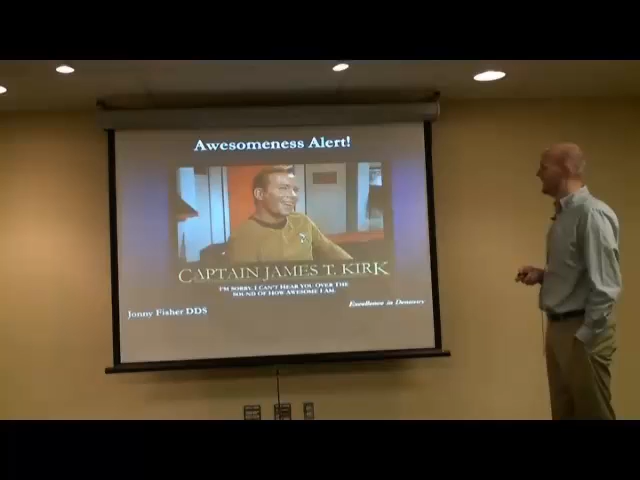 Awesomeness Alert!
CAPTAIN JAMES T. KIRK
I'M SORRY, I CAN'T HEAR YOU OVER THE
SOUND OF HOW AWESOME I AM.
Jonny Fisher DDS
Excellence in Dentistry